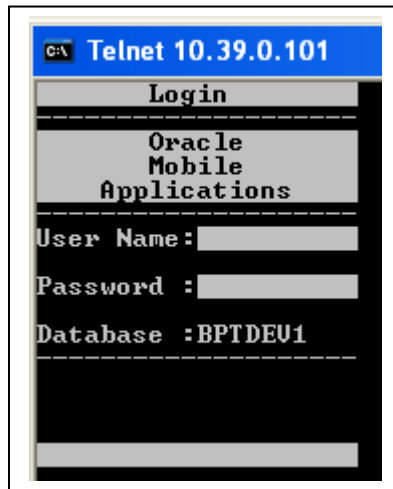 C:\ Telnet 10.39.0.101
Login
--------------------
Oracle
Mobile
Applications
--------------------
User Name:
Password :
Database :BPTDEV1
--------------------